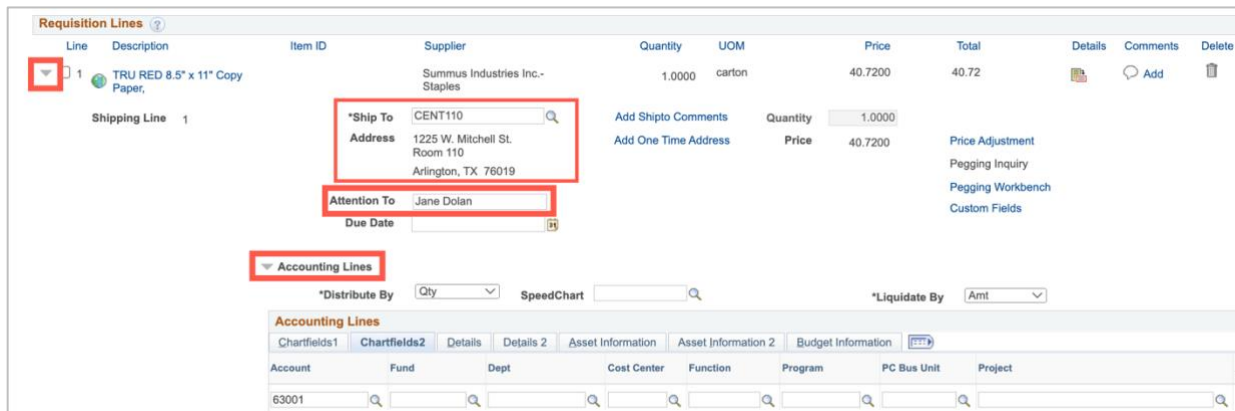 Requisition Lines ?
Line Description Item ID Supplier Quantity UOM Price Total Details Comments Delete
1 TRU RED 8.5" x 11" Copy Paper, Summus Industries Inc.- Staples 1.0000 carton 40.7200 40.72 Add
Shipping Line 1 *Ship To CENT110 Add Shipto Comments Quantity 1.0000
Address 1225 W. Mitchell St. Add One Time Address Price 40.7200 Price Adjustment
Room 110 Pegging Inquiry
Arlington, TX 76019 Pegging Workbench
Attention To Jane Dolan Custom Fields
Due Date 31
Accounting Lines
*Distribute By Qty SpeedChart *Liquidate By Amt
Accounting Lines
Chartfields1 Chartfields2 Details Details 2 Asset Information Asset Information 2 Budget Information
Account Fund Dept Cost Center Function Program PC Bus Unit Project
63001